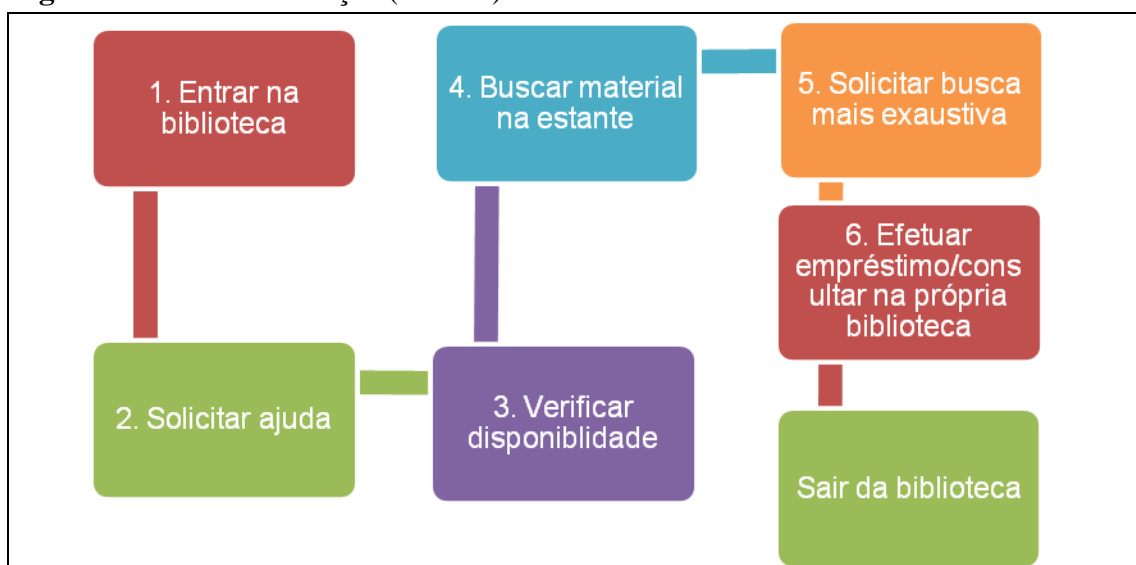 1. Entrar na
biblioteca
2. Solicitar ajuda
3. Verificar
disponiblidade
4. Buscar material
na estante
5. Solicitar busca
mais exaustiva
6. Efetuar
empréstimo/cons
ultar na própria
biblioteca
Sair da biblioteca